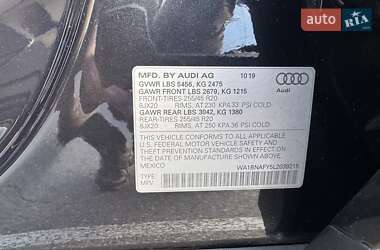 auto RIA.com
MFD. BY AUDI AG 10 19
GVWR LBS 5456, KG 2475
GAWR FRONT LBS 2679, KG 1215
FRONT-TIRES 255/45 R20
8JX20 RIMS, AT 230 KPA 33 PSI COLD
GAWR REAR LBS 3042, KG 1380
REAR-TIRES 255/45 R20
8JX20 RIMS, AT 250 KPA 36 PSI COLD
Audi
THIS VEHICLE CONFORMS TO ALL APPLICABLE
U.S. FEDERAL MOTOR VEHICLE SAFETY AND THEFT
PREVENTION STANDARDS IN EFFECT ON THE DATE
OF MANUFACTURE SHOWN ABOVE.
MEXICO
TYPE:
MPV